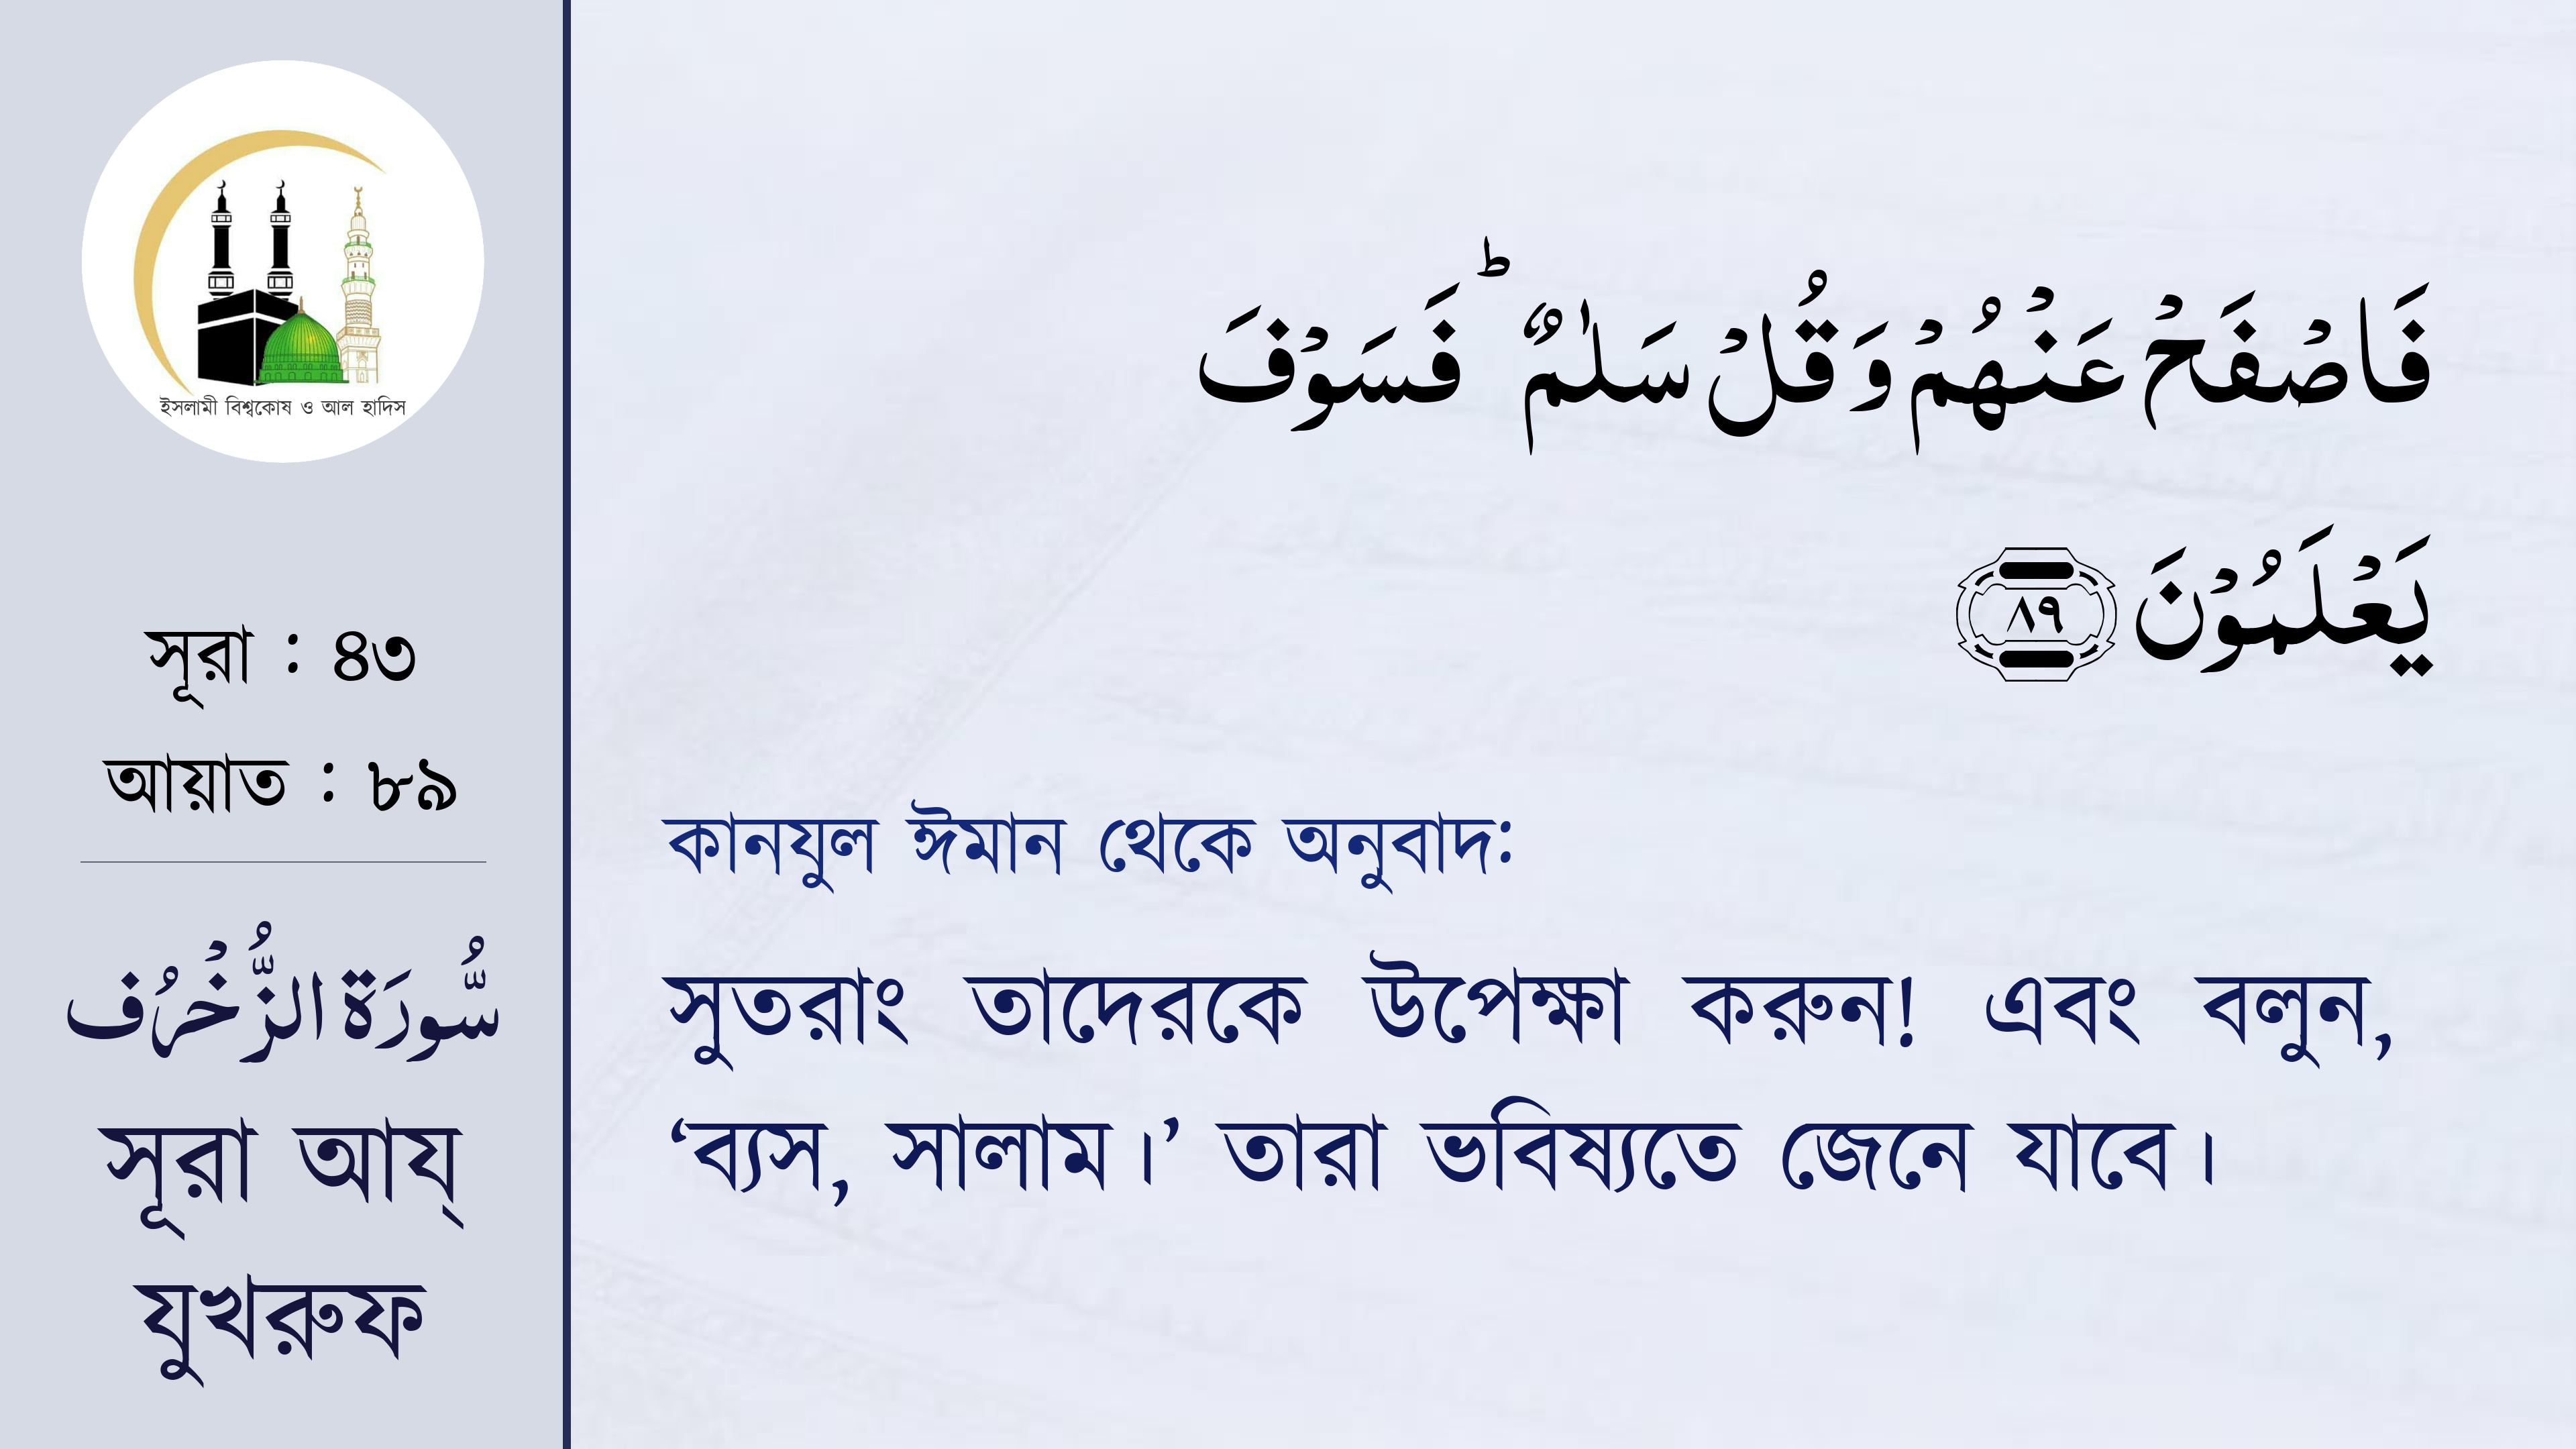 ইসলামী বিশ্বকোষ ও আল হাদিস
সূরা : ৪৩
আয়াত : ৮৯
سُّورَة الزُّخْرُف
সূরা আয্
যুখরুফ
فَاصْفَحْ عَنْهُمْ وَقُلْ سَلٰمٌ ؕ فَسَوْفَ
يَعْلَمُوْنَ ٨٩
কানযুল ঈমান থেকে অনুবাদ:
সুতরাং তাদেরকে উপেক্ষা করুন! এবং বলুন,
‘ব্যস, সালাম।’ তারা ভবিষ্যতে জেনে যাবে।